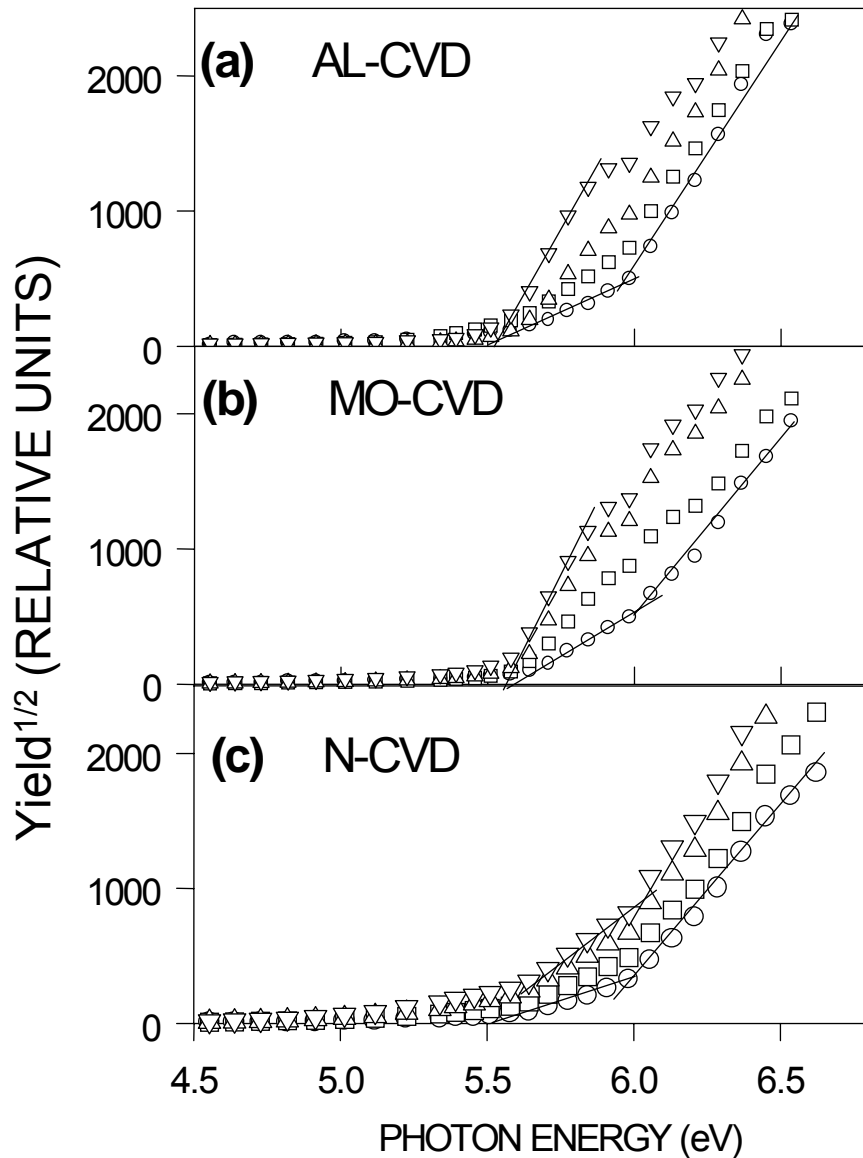 (a) AL-CVD
2000
1000
0
(b) MO-CVD
2000
1000
0
(c) N-CVD
2000
1000
0
4.5 5.0 5.5 6.0 6.5
PHOTON ENERGY (eV)
Yield1/2 (RELATIVE UNITS)